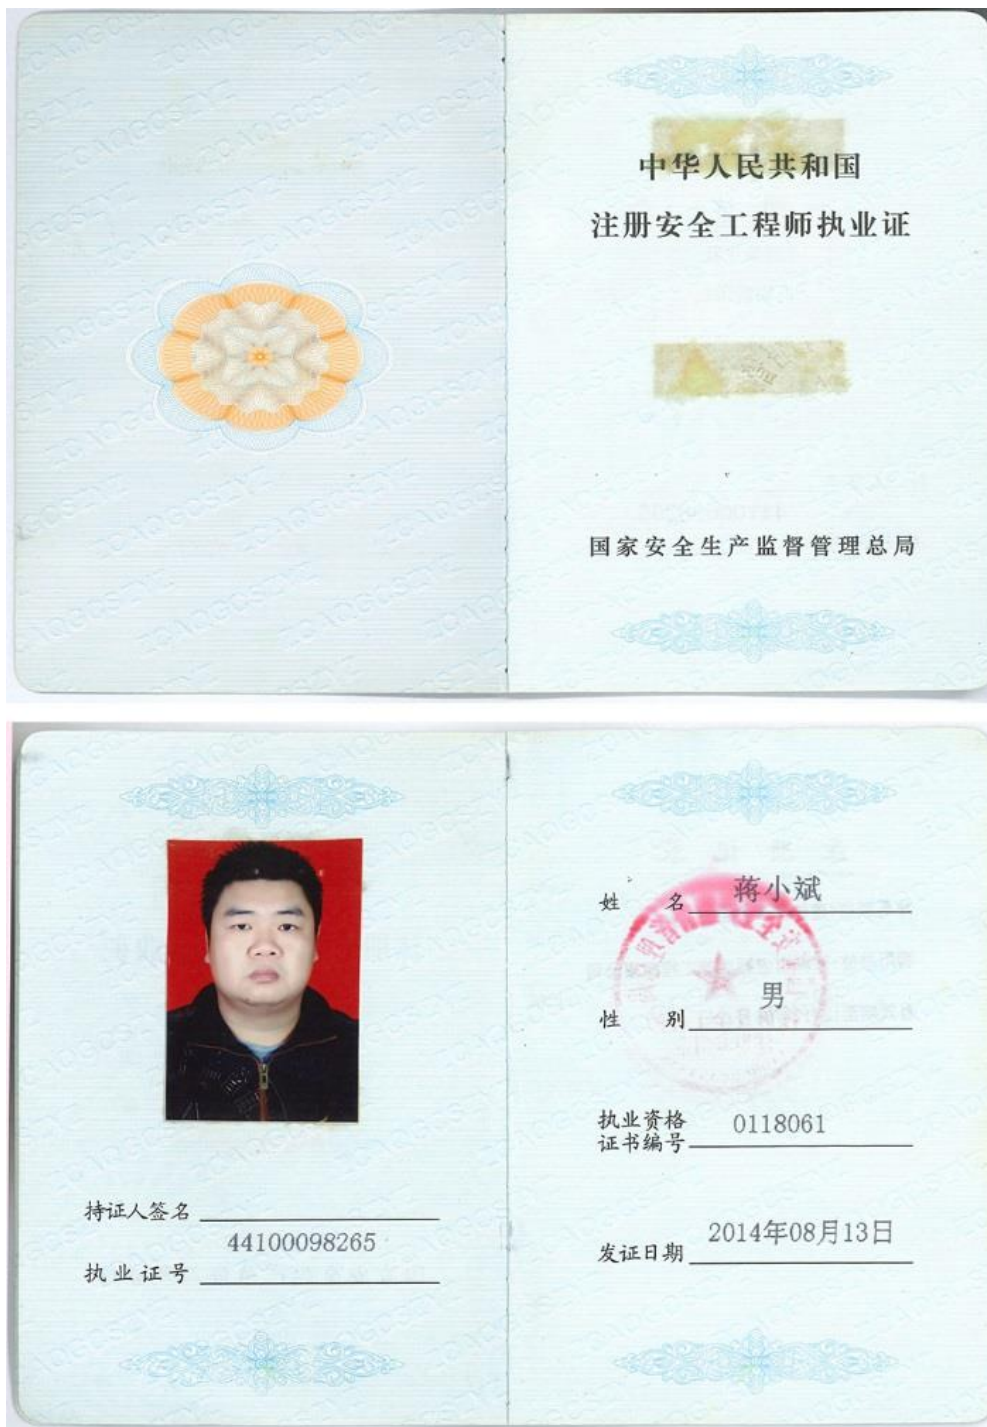 中华人民共和国
注册安全工程师执业证
国家安全生产监督管理总局
持证人签名
执业证号 44100098265
姓名 蒋小斌
性别 男
执业资格
证书编号 0118061
发证日期 2014年08月13日